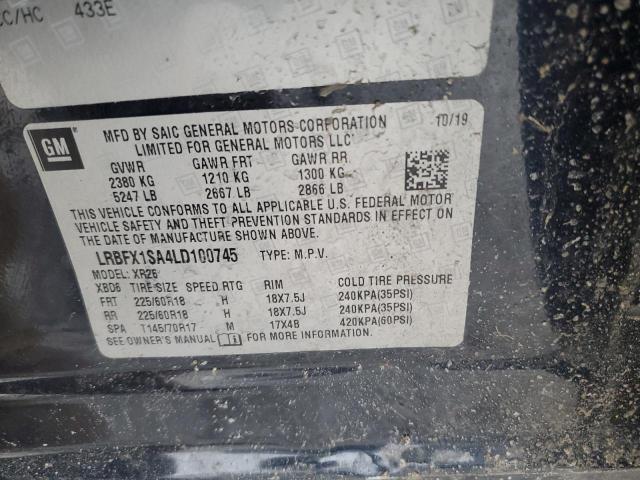 CC/HC 433E
GM
MFD BY SAIC GENERAL MOTORS CORPORATION 10/19
LIMITED FOR GENERAL MOTORS LLC
GVWR GAWR FRT GAWR RR
2380 KG 1210 KG 1300 KG
5247 LB 2667 LB 2866 LB
THIS VEHICLE CONFORMS TO ALL APPLICABLE U.S. FEDERAL MOTOR
VEHICLE SAFETY AND THEFT PREVENTION STANDARDS IN EFFECT ON
THE DATE OF MANUFACTURE SHOWN ABOVE.
LRBFX1SA4LD100745 TYPE: M.P.V.
MODEL: XR26
XBD6 TIRE SIZE SPEED RTG RIM COLD TIRE PRESSURE
FRT 225/60R18 H 18X7.5J 240KPA(35PSI)
RR 225/60R18 H 18X7.5J 240KPA(35PSI)
SPA T145/70R17 M 17X4B 420KPA(60PSI)
SEE OWNER'S MANUAL FOR MORE INFORMATION.